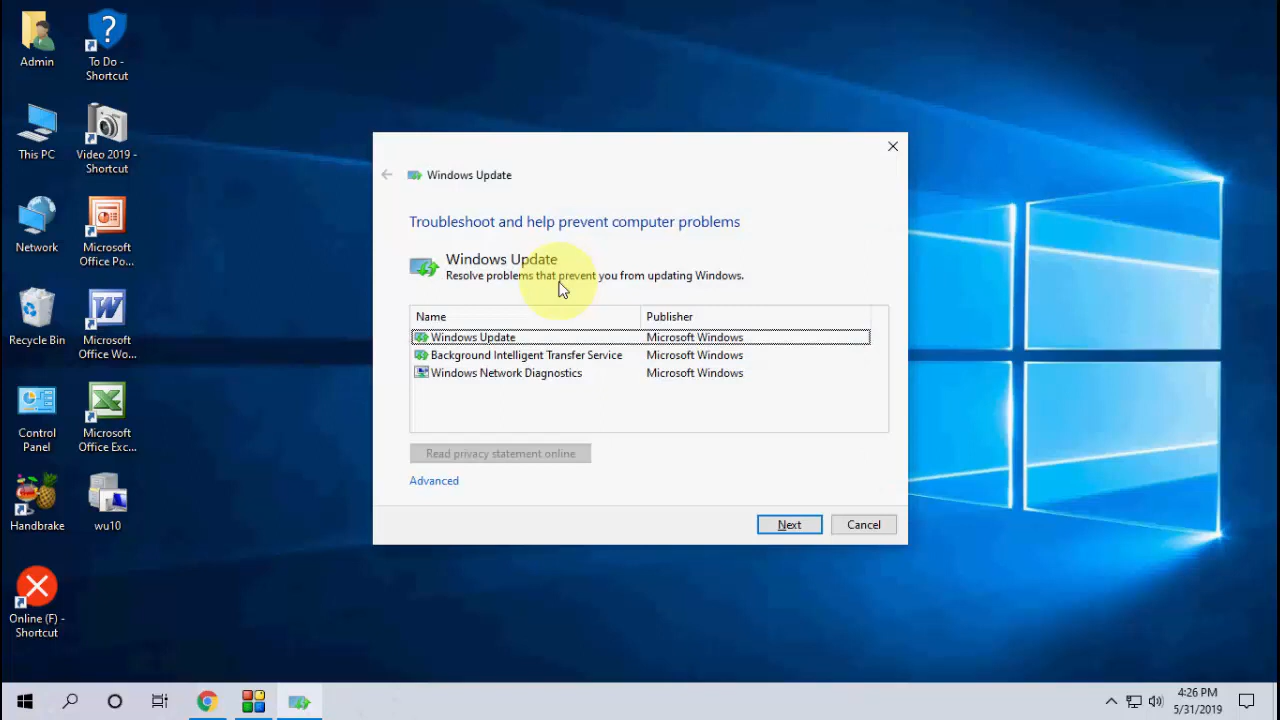 Admin
To Do -
Shortcut
This PC
Video 2019 -
Shortcut
Network
Microsoft
Office Po...
Recycle Bin
Microsoft
Office Wo...
Control
Panel
Microsoft
Office Exc...
Handbrake
wu10
Online (F) -
Shortcut
Windows Update
Troubleshoot and help prevent computer problems
Windows Update
Resolve problems that prevent you from updating Windows.
Name Publisher
Windows Update Microsoft Windows
Background Intelligent Transfer Service Microsoft Windows
Windows Network Diagnostics Microsoft Windows
Read privacy statement online
Advanced
Next Cancel
4:26 PM
5/31/2019